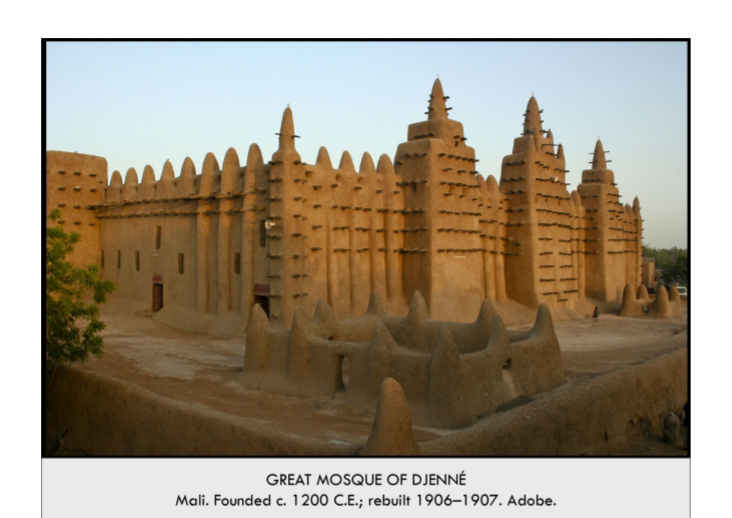 GREAT MOSQUE OF DJENNÉ
Mali. Founded c. 1200 C.E.; rebuilt 1906–1907. Adobe.